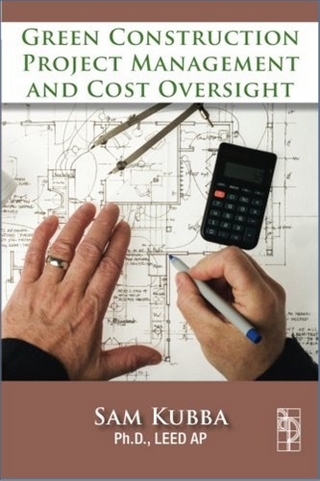 GREEN CONSTRUCTION
PROJECT MANAGEMENT
AND COST OVERSIGHT
SAM KUBBA
Ph.D., LEED AP